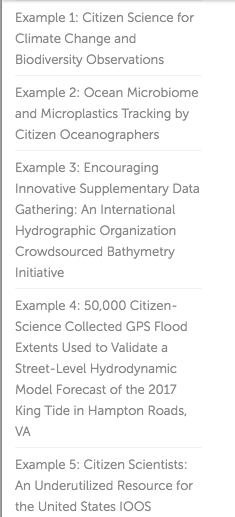 Example 1: Citizen Science for
Climate Change and
Biodiversity Observations
Example 2: Ocean Microbiome
and Microplastics Tracking by
Citizen Oceanographers
Example 3: Encouraging
Innovative Supplementary Data
Gathering: An International
Hydrographic Organization
Crowdsourced Bathymetry
Initiative
Example 4: 50,000 Citizen-
Science Collected GPS Flood
Extents Used to Validate a
Street-Level Hydrodynamic
Model Forecast of the 2017
King Tide in Hampton Roads,
VA
Example 5: Citizen Scientists:
An Underutilized Resource for
the United States IOOS